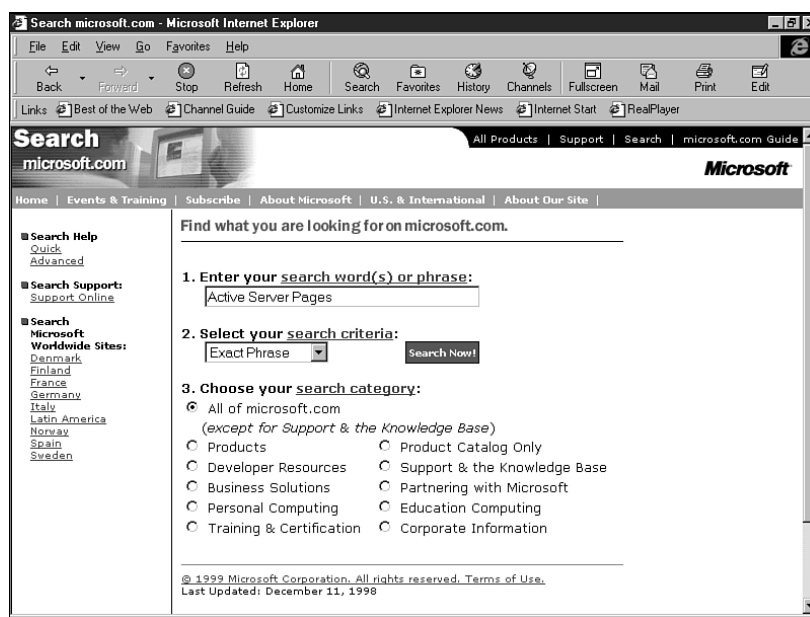 Search microsoft.com - Microsoft Internet Explorer
File Edit View Go Favorites Help
Back Forward Stop Refresh Home Search Favorites History Channels Fullscreen Mail Print Edit
Links Best of the Web Channel Guide Customize Links Internet Explorer News Internet Start RealPlayer
Search
microsoft.com
All Products | Support | Search | microsoft.com Guide
Microsoft
Home | Events & Training | Subscribe | About Microsoft | U.S. & International | About Our Site |
Search Help
Quick
Advanced
Search Support:
Support Online
Search
Microsoft
Worldwide Sites:
Denmark
Finland
France
Germany
Italy
Latin America
Norway
Spain
Sweden
Find what you are looking for on microsoft.com.
1. Enter your search word(s) or phrase:
Active Server Pages
2. Select your search criteria:
Exact Phrase Search Now!
3. Choose your search category:
All of microsoft.com
(except for Support & the Knowledge Base)
Products Product Catalog Only
Developer Resources Support & the Knowledge Base
Business Solutions Partnering with Microsoft
Personal Computing Education Computing
Training & Certification Corporate Information
© 1999 Microsoft Corporation. All rights reserved. Terms of Use.
Last Updated: December 11, 1998